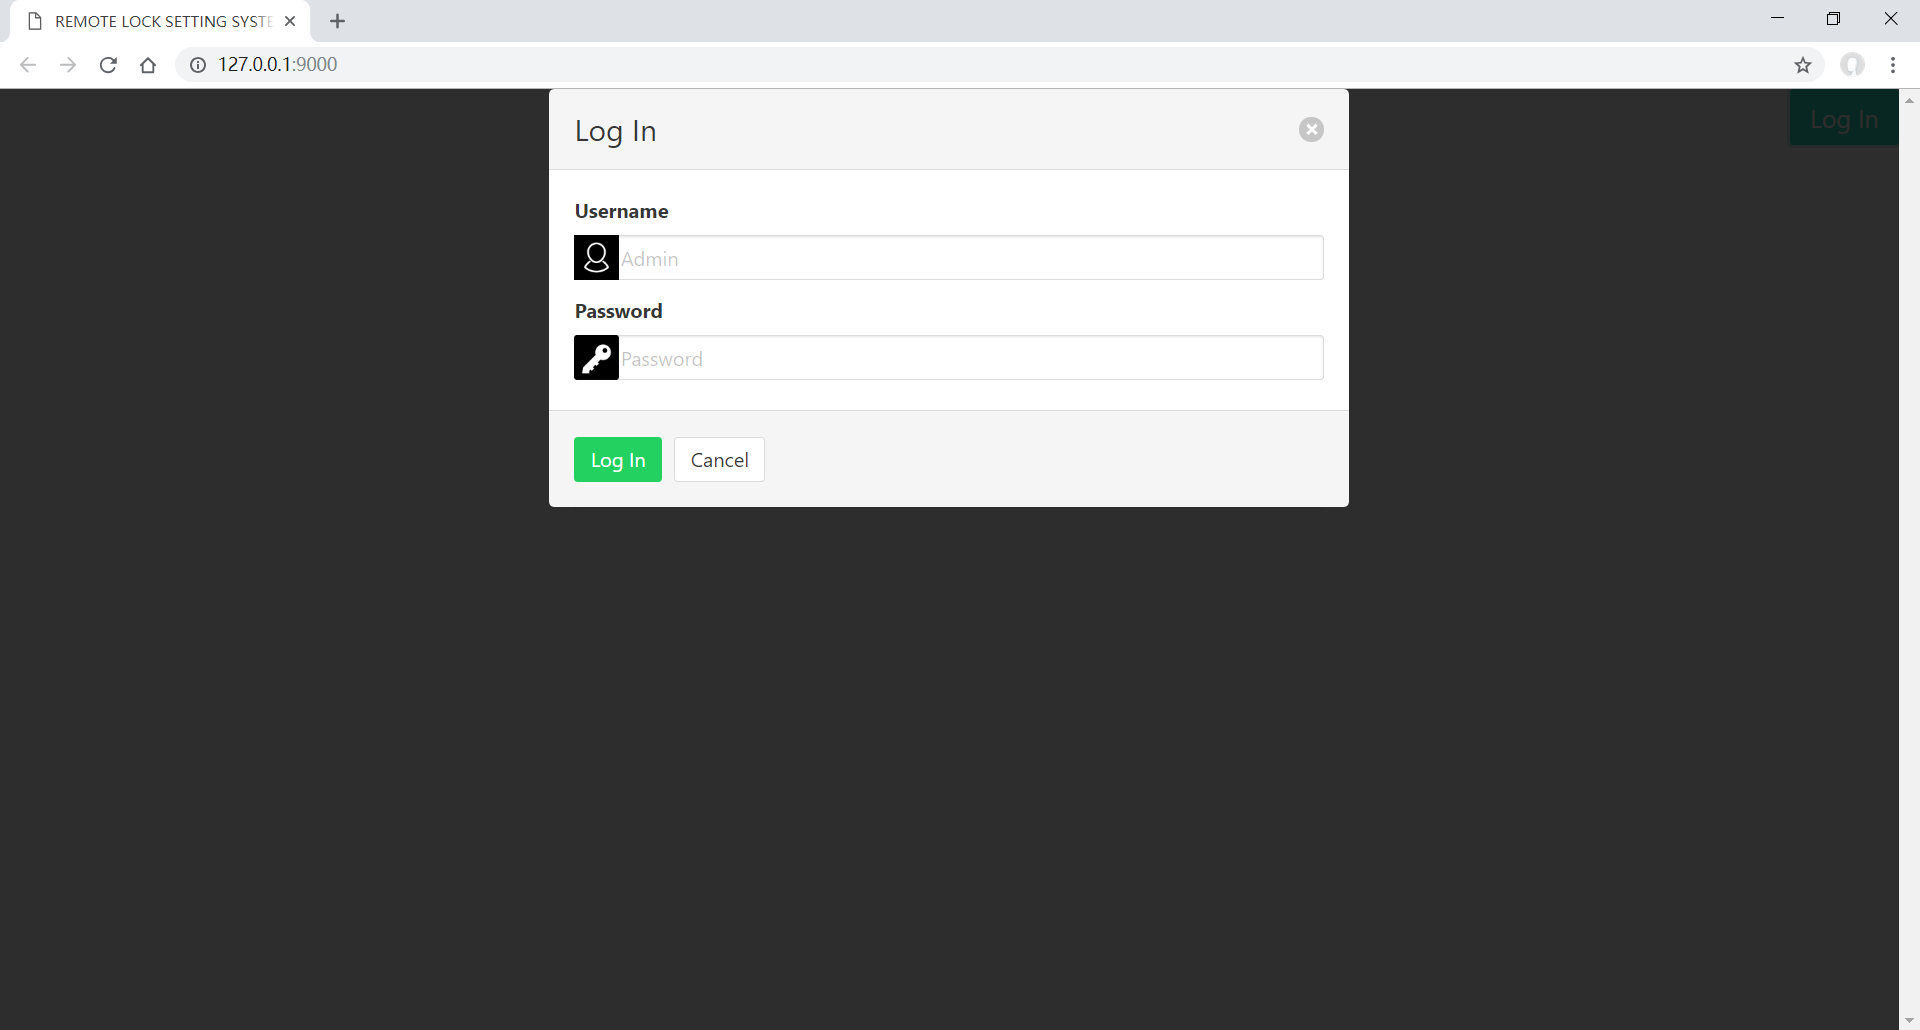 REMOTE LOCK SETTING SYSTE
127.0.0.1:9000
Log In
Log In
Username
Admin
Password
Password
Log In Cancel